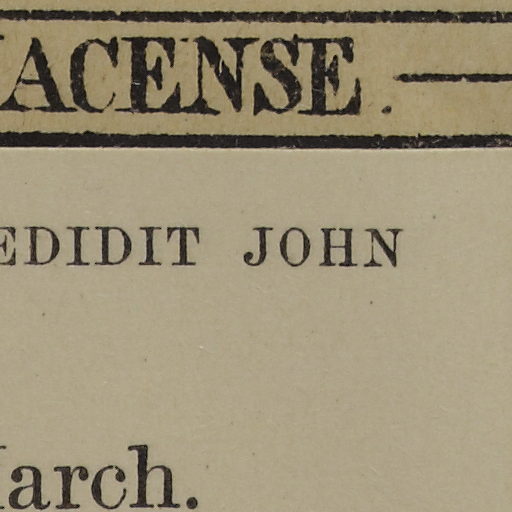 ACENSE.
EDIDIT JOHN
March.